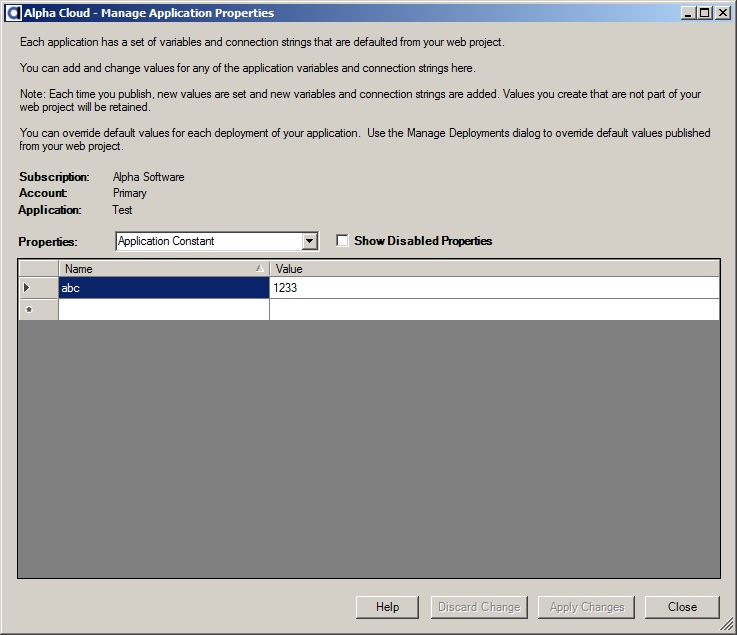 Alpha Cloud - Manage Application Properties
Each application has a set of variables and connection strings that are defaulted from your web project.
You can add and change values for any of the application variables and connection strings here.
Note: Each time you publish, new values are set and new variables and connection strings are added. Values you create that are not part of your
web project will be retained.
You can override default values for each deployment of your application.  Use the Manage Deployments dialog to override default values published
from your web project.
Subscription: Alpha Software
Account: Primary
Application: Test
Properties: Application Constant Show Disabled Properties
Name Value
abc 1233
*
Help Discard Change Apply Changes Close